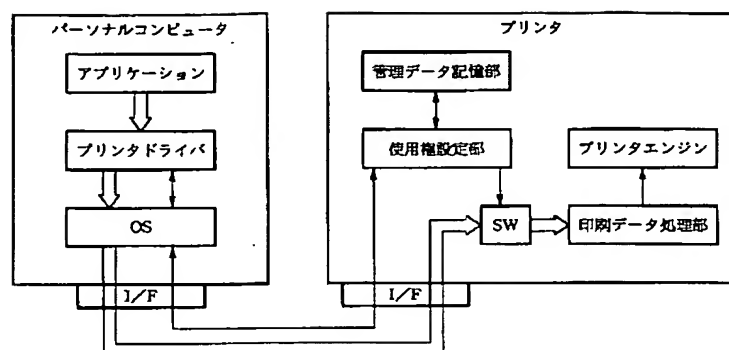 パーソナルコンピュータ
アプリケーション
プリンタドライバ
OS
I/F
プリンタ
管理データ記憶部
使用権設定部
プリンタエンジン
SW
印刷データ処理部
I/F